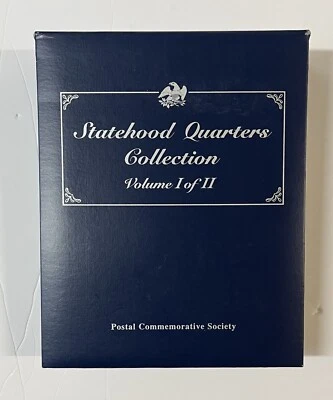 Statehood Quarters
Collection
Volume I of II
Postal Commemorative Society